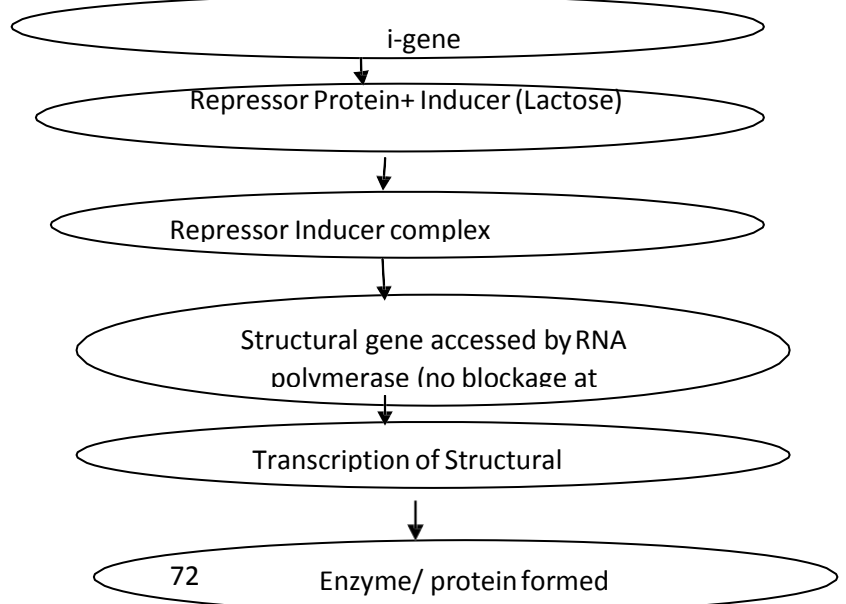 i-gene
Repressor Protein+ Inducer (Lactose)
Repressor Inducer complex
Structural gene accessed by RNA
polymerase (no blockage at
Transcription of Structural
72 Enzyme/ protein formed